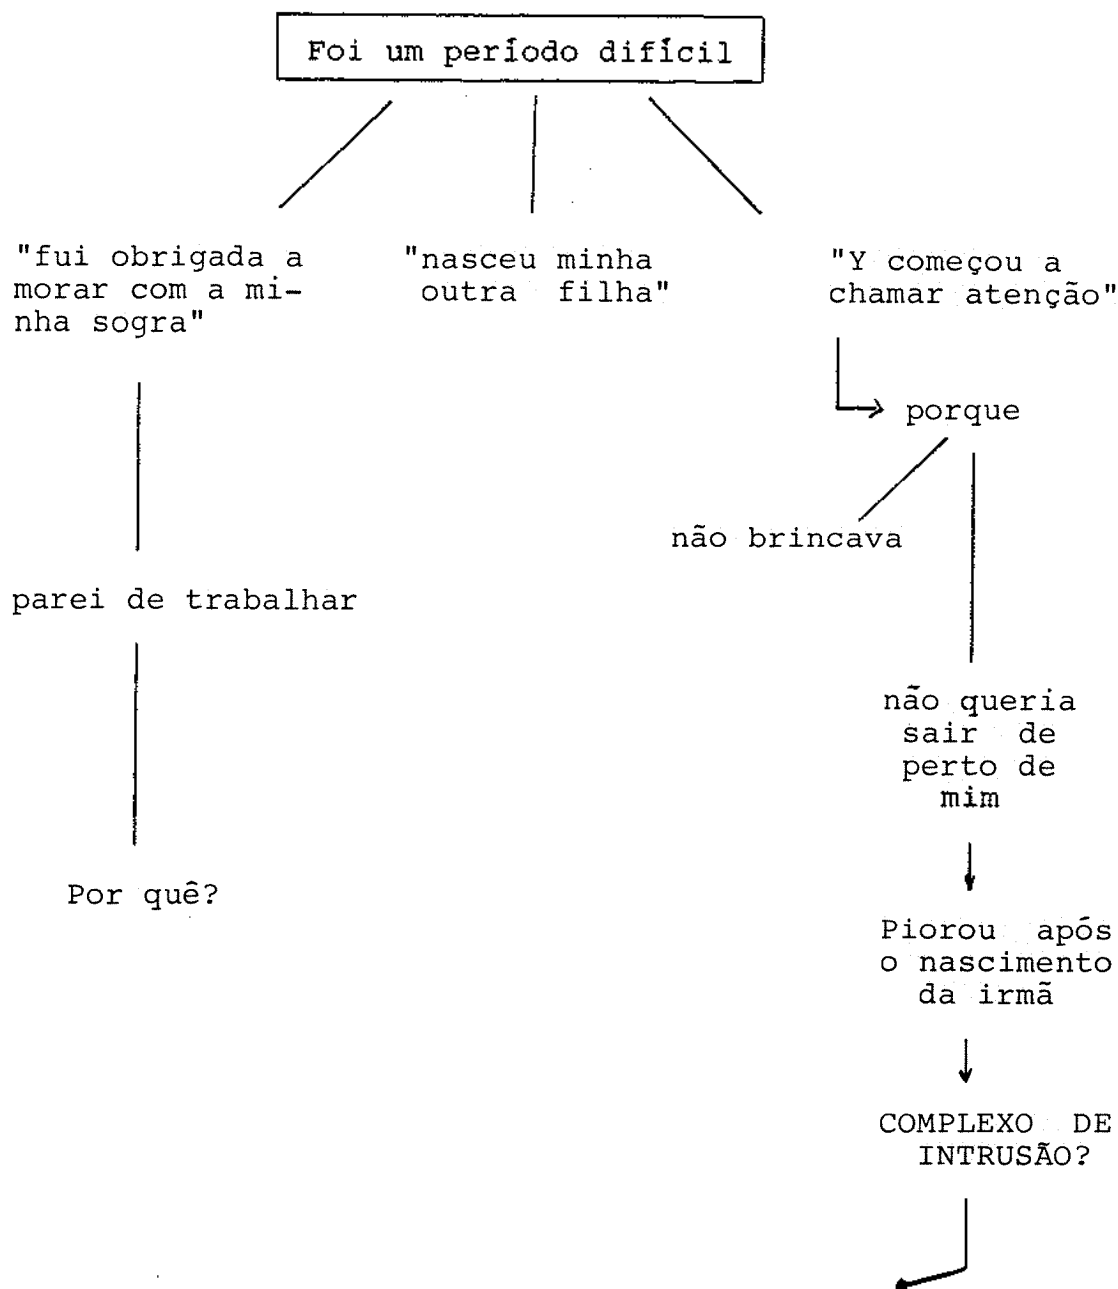 Foi um período difícil
"fui obrigada a
morar com a mi-
nha sogra"
"nasceu minha
outra filha"
"Y começou a
chamar atenção"
porque
não brincava
parei de trabalhar
não queria
sair de
perto de
mim
Por quê?
Piorou após
o nascimento
da irmã
COMPLEXO DE
INTRUSÃO?